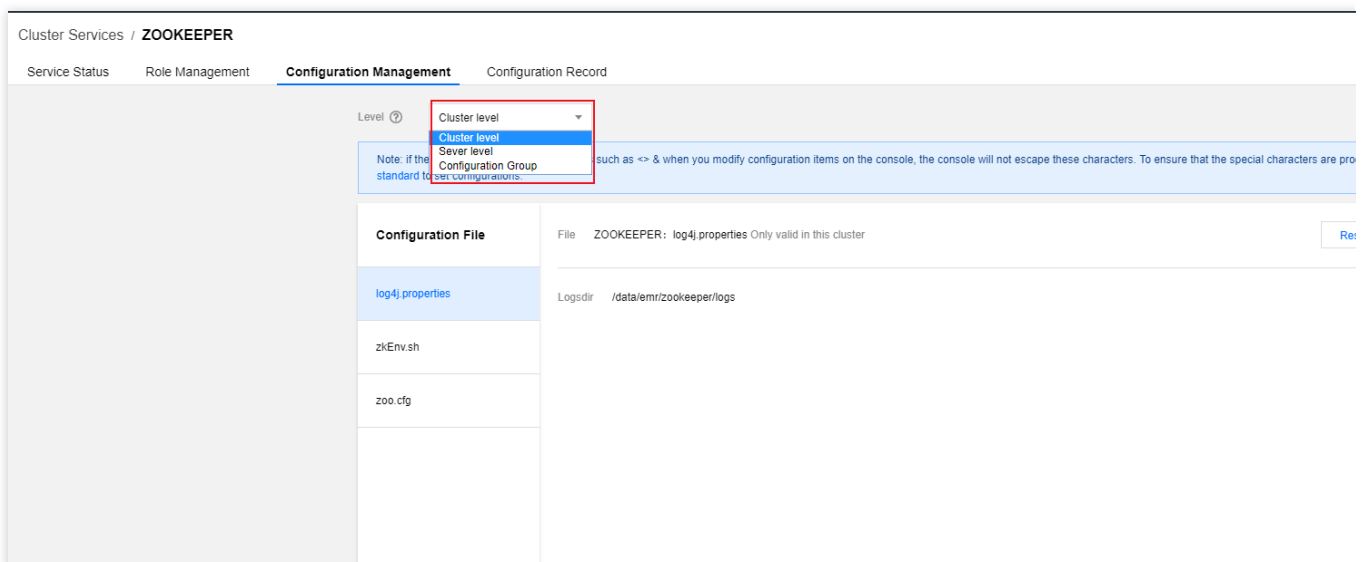 Cluster Services / ZOOKEEPER
Service Status Role Management Configuration Management Configuration Record
Level ? Cluster level
Cluster level
Sever level
Configuration Group
Note: if the such as <> & when you modify configuration items on the console, the console will not escape these characters. To ensure that the special characters are
standard to set configurations.
Configuration File
File ZOOKEEPER: log4j.properties Only valid in this cluster
log4j.properties
Logsdir /data/emr/zookeeper/logs
zkEnv.sh
zoo.cfg